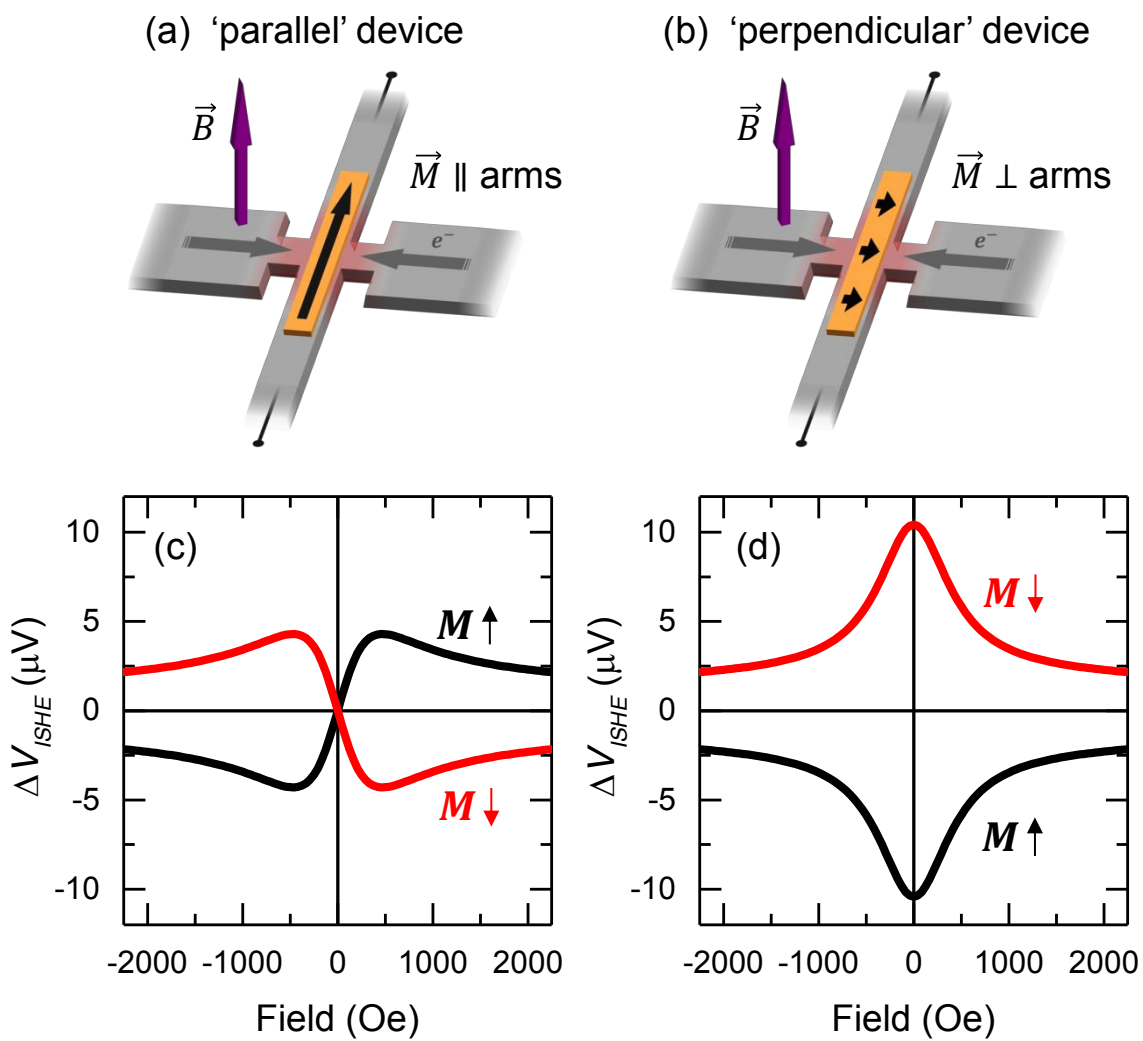 (a) ‘parallel’ device
(b) ‘perpendicular’ device
B⃗
M⃗ ∥ arms
e⁻
B⃗
M⃗ ⊥ arms
e⁻
(c)
M ↑
M ↓
10
5
0
-5
-10
ΔV_ISHE (μV)
-2000 -1000 0 1000 2000
Field (Oe)
(d)
M ↓
M ↑
10
5
0
-5
-10
ΔV_ISHE (μV)
-2000 -1000 0 1000 2000
Field (Oe)